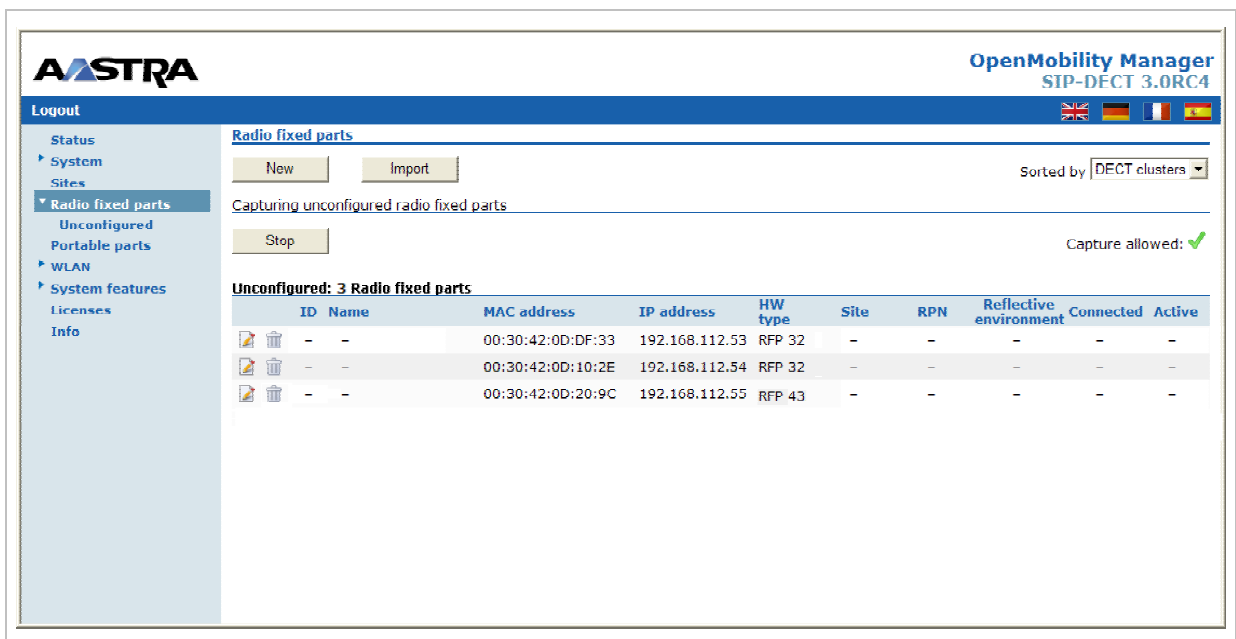 AASTRA
OpenMobility Manager
SIP-DECT 3.0RC4
Logout
Status
System
Sites
Radio fixed parts
Unconfigured
Portable parts
WLAN
System features
Licenses
Info
Radio fixed parts
New Import Sorted by DECT clusters
Capturing unconfigured radio fixed parts
Stop Capture allowed:
Unconfigured: 3 Radio fixed parts
ID Name MAC address IP address HW type Site RPN Reflective environment Connected Active
– – 00:30:42:0D:DF:33 192.168.112.53 RFP 32 – – – – –
– – 00:30:42:0D:10:2E 192.168.112.54 RFP 32 – – – – –
– – 00:30:42:0D:20:9C 192.168.112.55 RFP 43 – – – – –